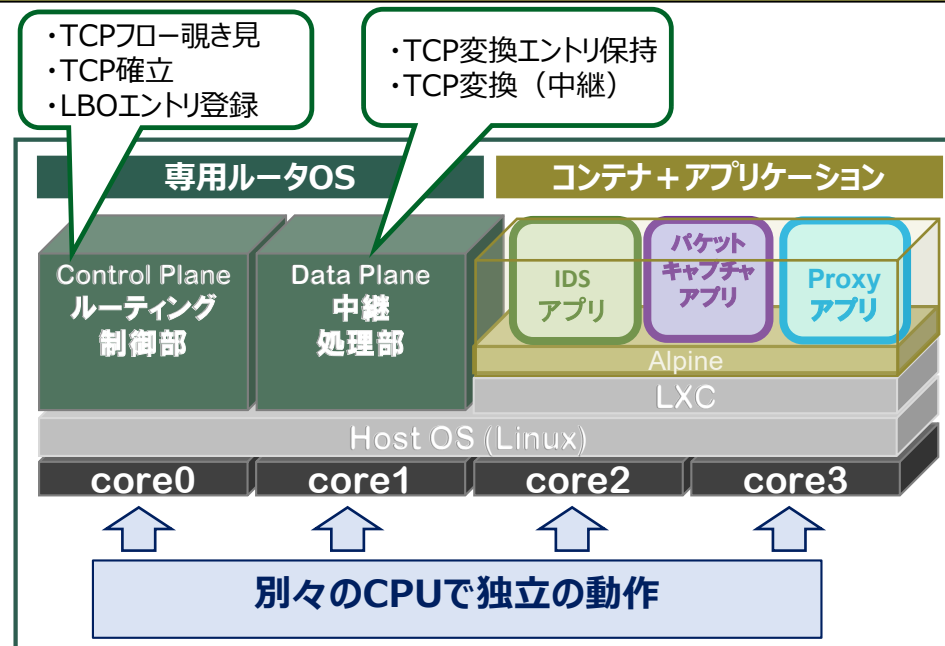 ・TCPフロー覗き見
・TCP確立
・LBOエントリ登録
・TCP変換エントリ保持
・TCP変換（中継）
専用ルータOS
コンテナ＋アプリケーション
Control Plane
ルーティング
制御部
Data Plane
中継
処理部
IDS
アプリ
パケット
キャプチャ
アプリ
Proxy
アプリ
Alpine
LXC
Host OS (Linux)
core0
core1
core2
core3
別々のCPUで独立の動作